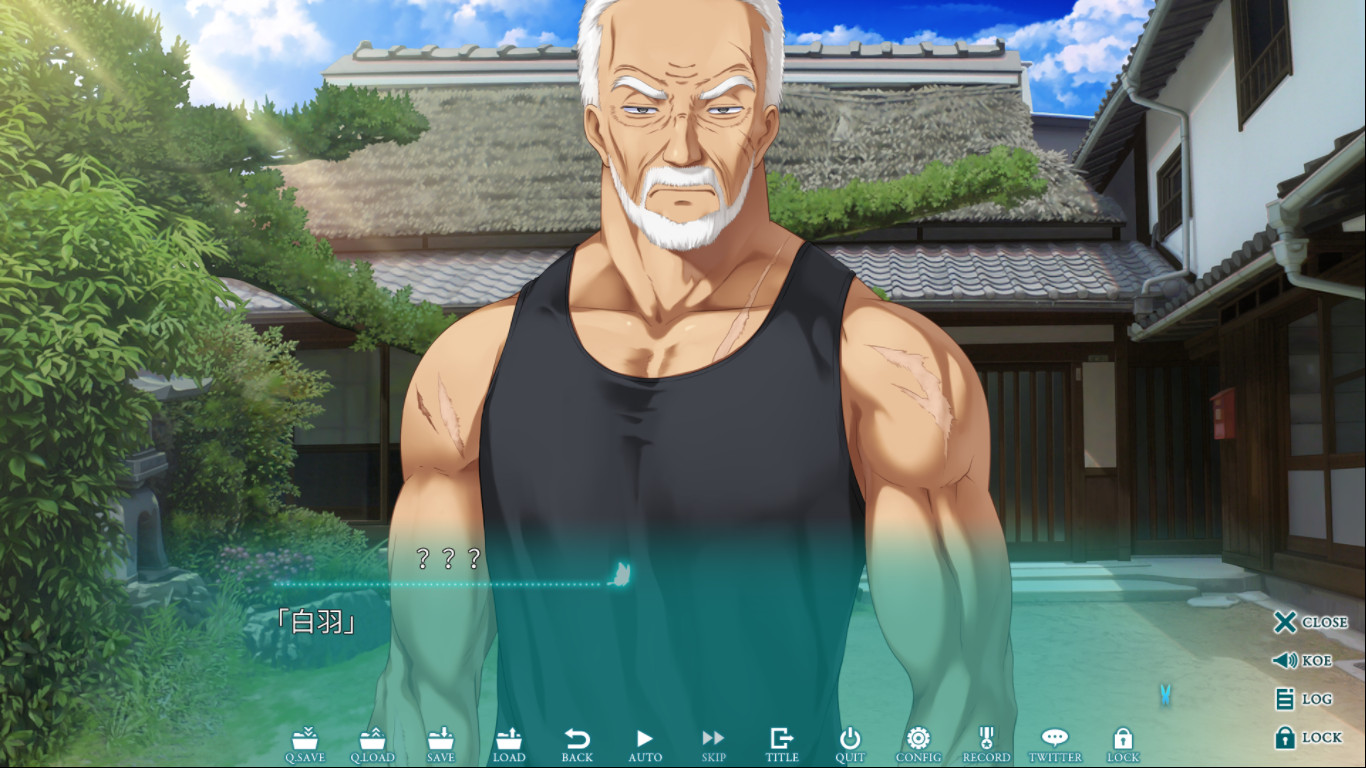 ？？？
「白羽」
CLOSE
KOE
LOG
LOCK
Q.SAVE Q.LOAD SAVE LOAD BACK AUTO SKIP TITLE QUIT CONFIG RECORD TWITTER LOCK